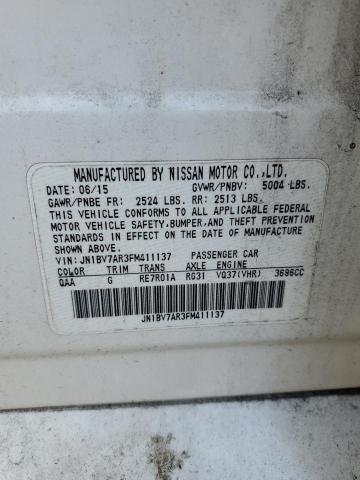 MANUFACTURED BY NISSAN MOTOR CO.,LTD.
DATE: 06/15 GVWR/PNBV: 5004 LBS.
GAWR/PNBE FR: 2524 LBS. RR: 2513 LBS.
THIS VEHICLE CONFORMS TO ALL APPLICABLE FEDERAL
MOTOR VEHICLE SAFETY,BUMPER,AND THEFT PREVENTION
STANDARDS IN EFFECT ON THE DATE OF MANUFACTURE
SHOWN ABOVE.
VIN: JN1BV7AR3FM411137 PASSENGER CAR
COLOR TRIM TRANS AXLE ENGINE
QAA G RE7R01A RG31 VQ37(VHR) 3696CC
JN1BV7AR3FM411137